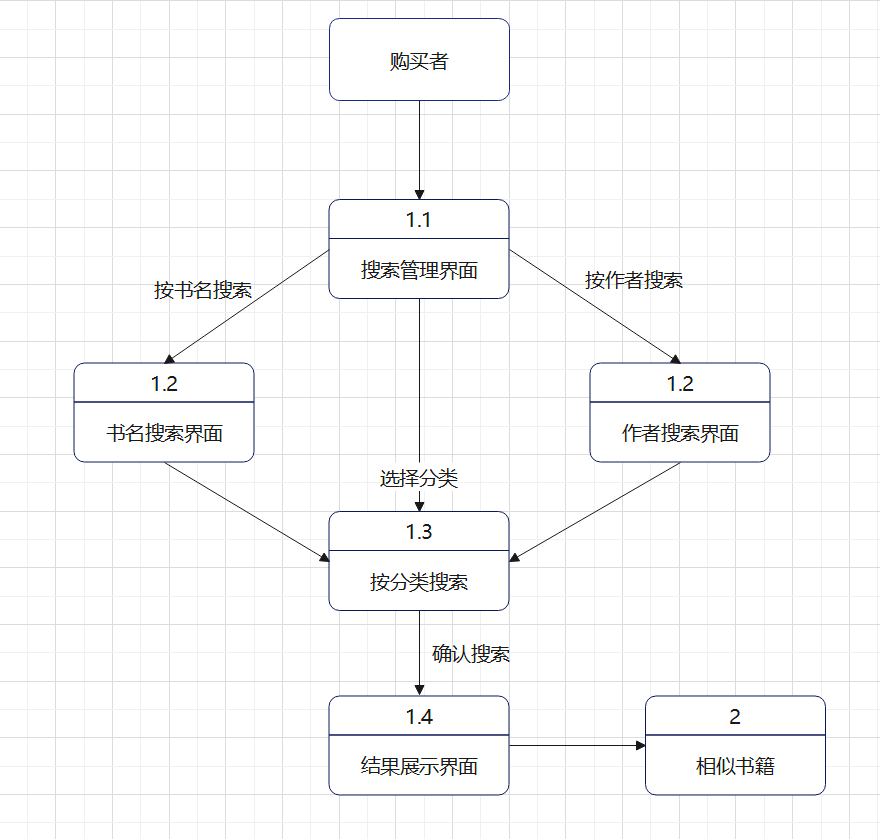 购买者
1.1
搜索管理界面
按书名搜索
按作者搜索
1.2
书名搜索界面
1.2
作者搜索界面
选择分类
1.3
按分类搜索
确认搜索
1.4
结果展示界面
2
相似书籍